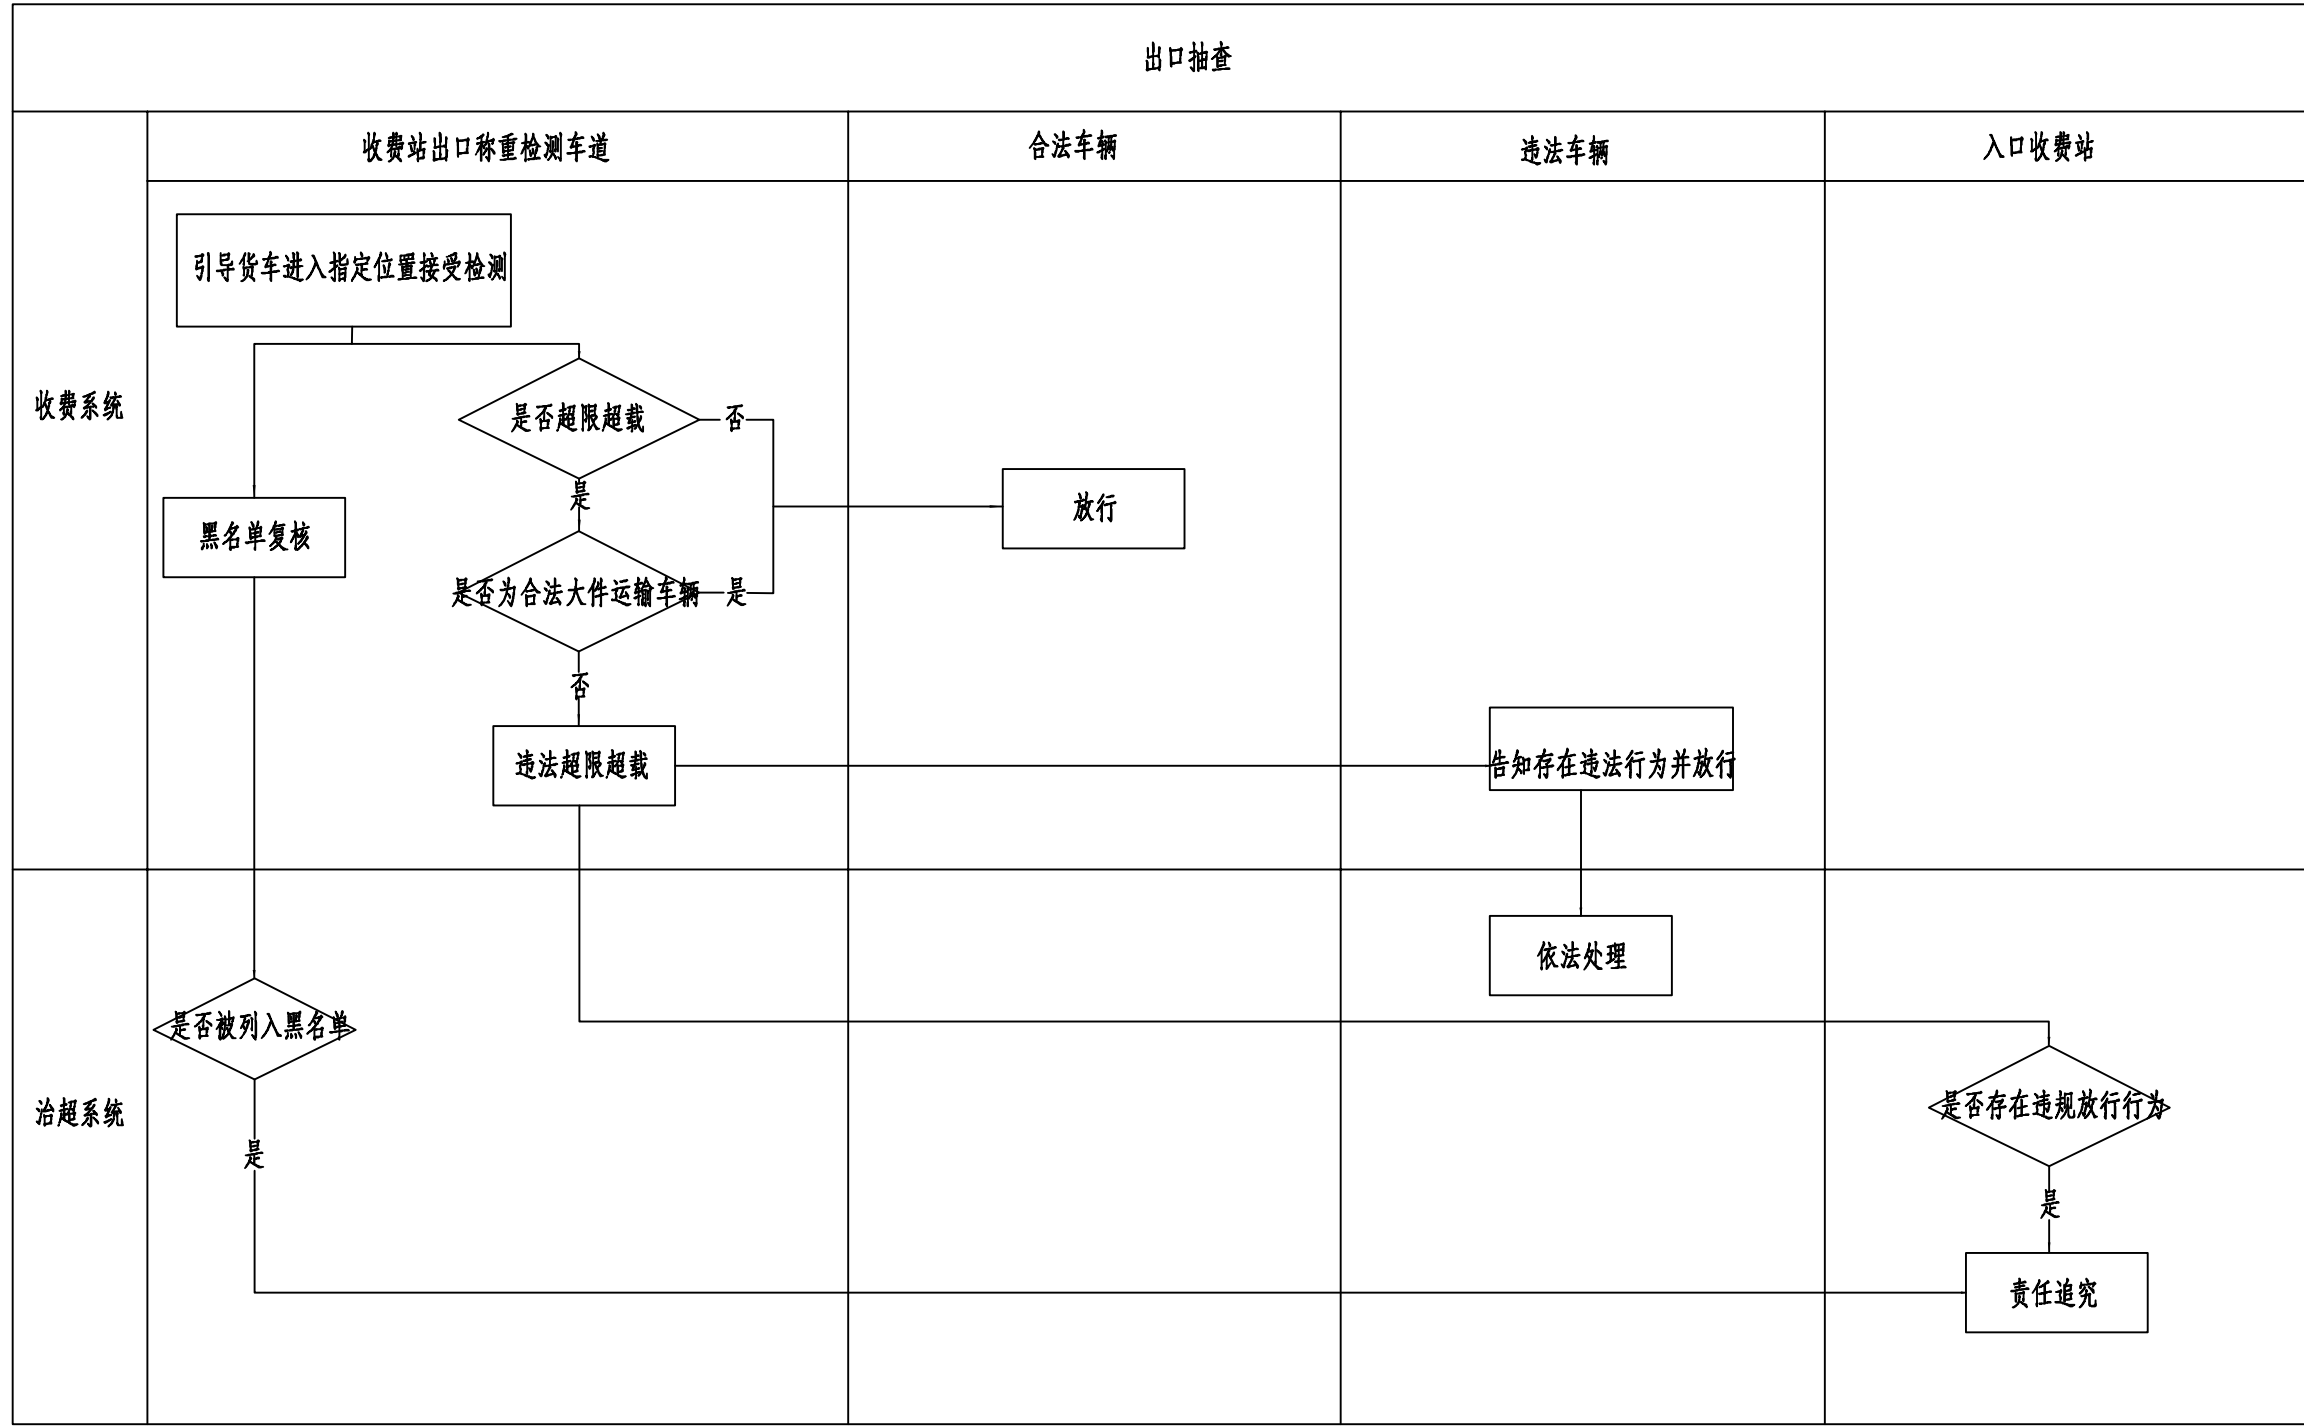 出口抽查
收费站出口称重检测车道
合法车辆
违法车辆
入口收费站
收费系统
引导货车进入指定位置接受检测
是否超限超载
否
是
放行
黑名单复核
是否为合法大件运输车辆
是
否
违法超限超载
告知存在违法行为并放行
治超系统
依法处理
是否被列入黑名单
是否存在违规放行行为
是
是
责任追究